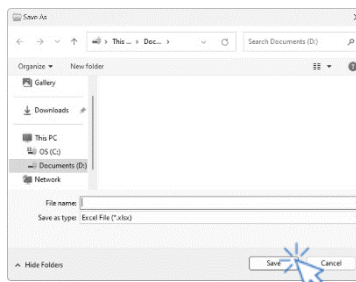 Save As
This ... › Doc... ›
Search Documents (D:)
Organize
New folder
Gallery
Downloads
This PC
OS (C:)
Documents (D:)
Network
File name:
Save as type: Excel File (*.xlsx)
Hide Folders
Save
Cancel